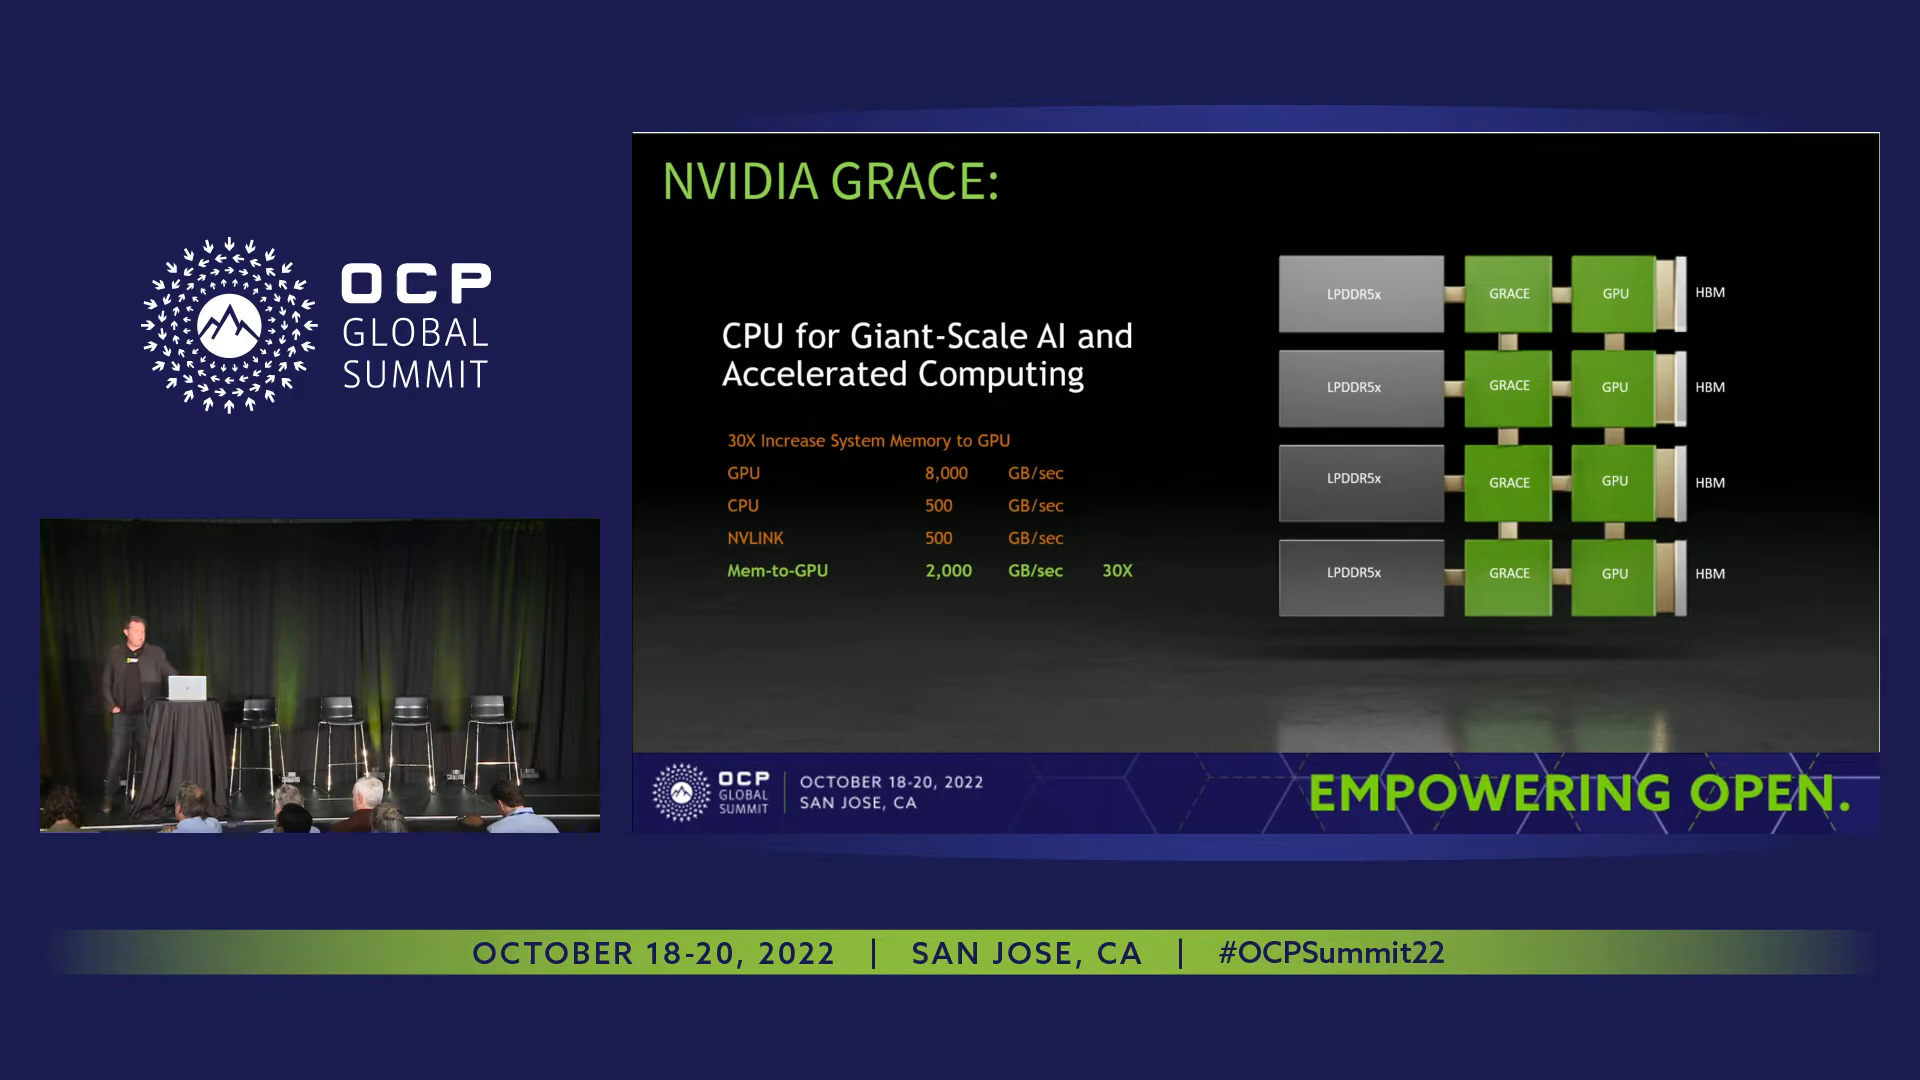 OCP
GLOBAL
SUMMIT
NVIDIA GRACE:
CPU for Giant-Scale AI and
Accelerated Computing
30X Increase System Memory to GPU
GPU 8,000 GB/sec
CPU 500 GB/sec
NVLINK 500 GB/sec
Mem-to-GPU 2,000 GB/sec 30X
LPDDR5x GRACE GPU HBM
LPDDR5x GRACE GPU HBM
LPDDR5x GRACE GPU HBM
LPDDR5x GRACE GPU HBM
OCP
GLOBAL
SUMMIT
OCTOBER 18-20, 2022
SAN JOSE, CA
EMPOWERING OPEN.
OCTOBER 18-20, 2022 | SAN JOSE, CA | #OCPSummit22